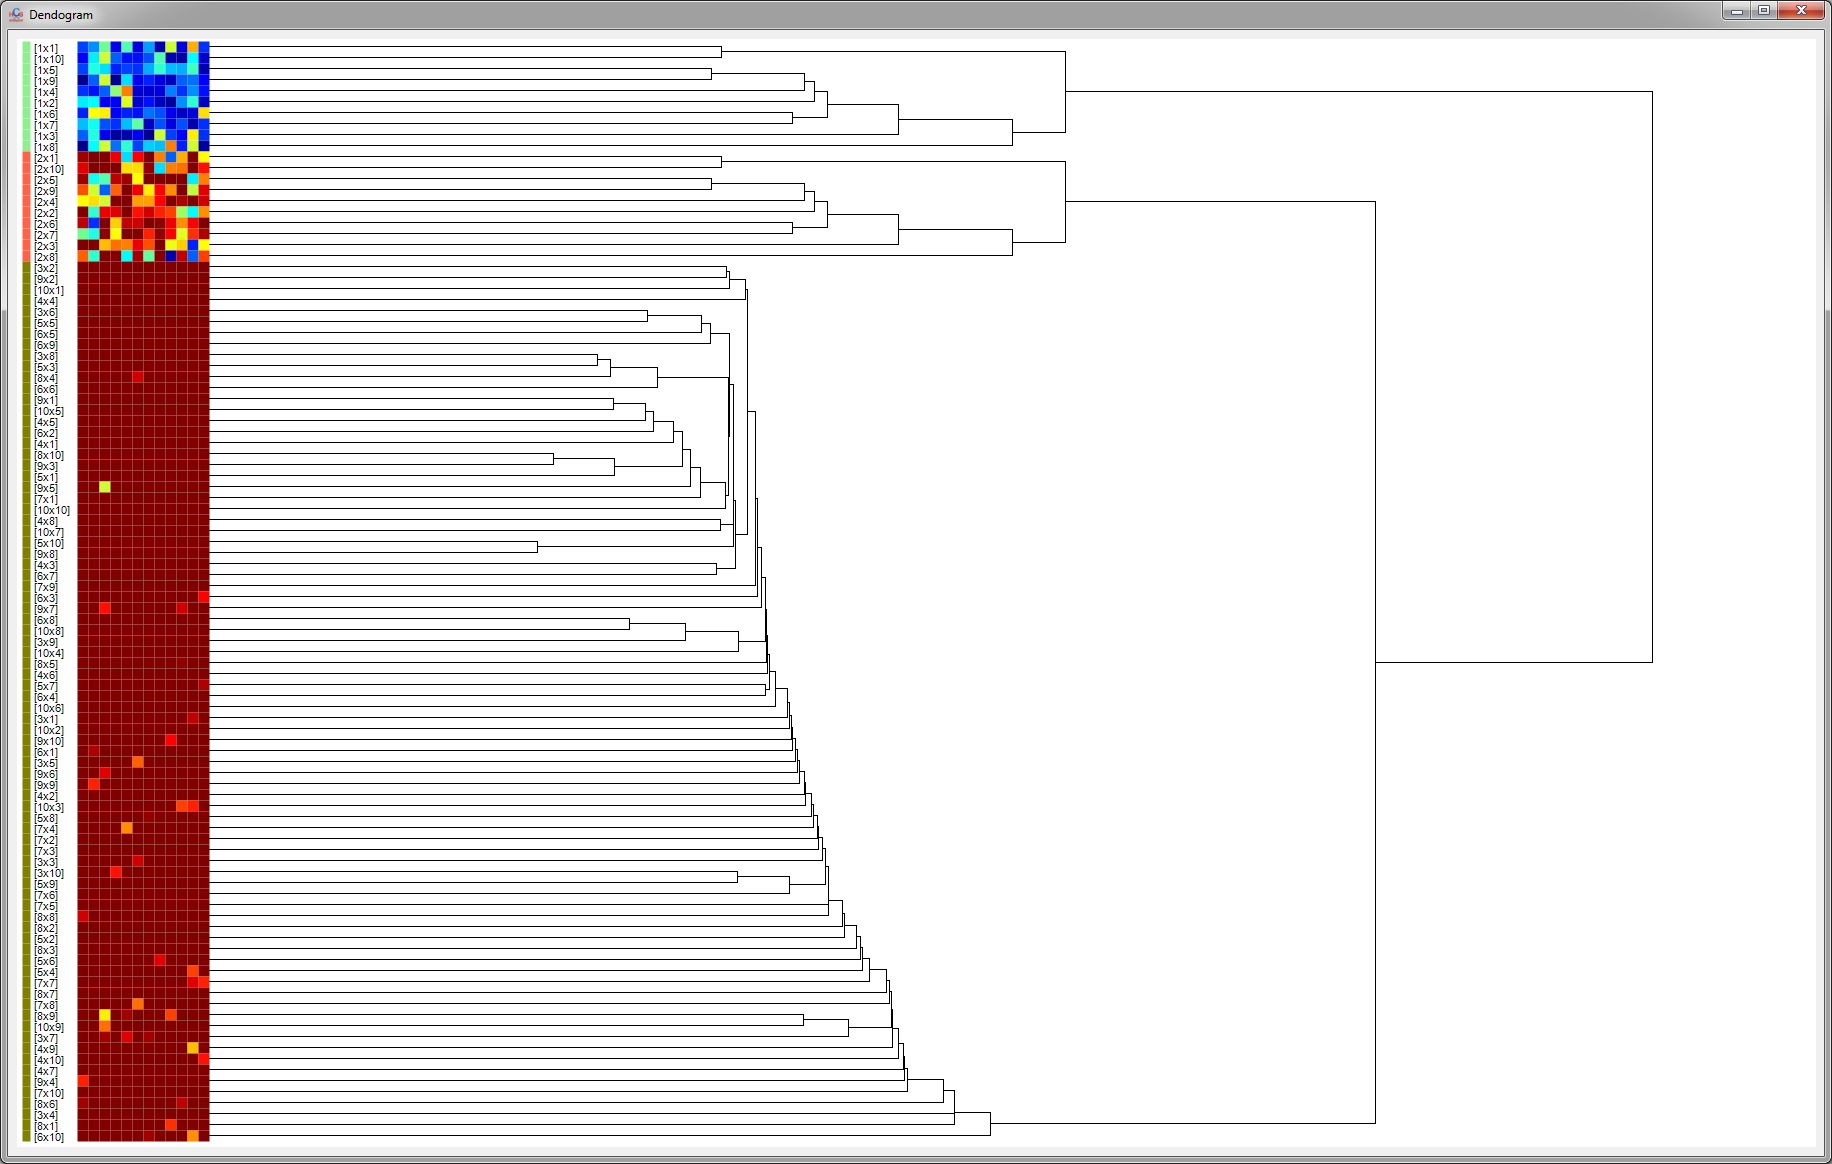 Dendogram
[1x1]
[1x10]
[1x5]
[1x9]
[1x4]
[1x2]
[1x6]
[1x7]
[1x3]
[1x8]
[2x1]
[2x10]
[2x5]
[2x9]
[2x4]
[2x2]
[2x6]
[2x7]
[2x3]
[2x8]
[3x2]
[9x2]
[10x1]
[4x4]
[3x6]
[5x5]
[6x5]
[6x9]
[3x8]
[5x3]
[8x4]
[6x6]
[9x1]
[10x5]
[4x5]
[6x2]
[4x1]
[8x10]
[9x3]
[5x1]
[9x5]
[7x1]
[10x10]
[4x8]
[10x7]
[5x10]
[9x8]
[4x3]
[6x7]
[7x9]
[6x3]
[9x7]
[6x8]
[10x8]
[3x9]
[10x4]
[8x5]
[4x6]
[5x7]
[6x4]
[10x6]
[3x1]
[10x2]
[9x10]
[6x1]
[3x5]
[9x6]
[9x9]
[4x2]
[10x3]
[5x8]
[7x4]
[7x2]
[7x3]
[3x3]
[3x10]
[5x9]
[7x6]
[7x5]
[8x8]
[8x2]
[5x2]
[8x3]
[5x6]
[5x4]
[7x7]
[8x7]
[7x8]
[8x9]
[10x9]
[3x7]
[4x9]
[4x10]
[4x7]
[9x4]
[7x10]
[8x6]
[3x4]
[8x1]
[6x10]